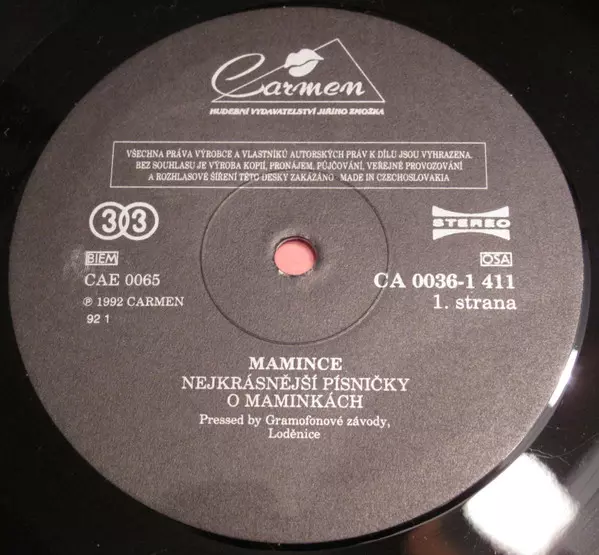 Carmen
HUDEBNÍ VYDAVATELSTVÍ JIŘÍHO ZMOŽKA
VŠECHNA PRÁVA VÝROBCE A VLASTNÍKŮ AUTORSKÝCH PRÁV K DÍLU JSOU VYHRAZENA.
BEZ SOUHLASU JE VÝROBA KOPIÍ, PRONÁJEM, PŮJČOVÁNÍ, VEŘEJNÉ PROVOZOVÁNÍ
A ROZHLASOVÉ ŠÍŘENÍ TÉTO DESKY ZAKÁZÁNO. MADE IN CZECHOSLOVAKIA
33
STEREO
BIEM
OSA
CAE 0065
CA 0036-1 411
℗ 1992 CARMEN
1. strana
92 1
MAMINCE
NEJKRÁSNĚJŠÍ PÍSNIČKY
O MAMINKÁCH
Pressed by Gramofonové závody,
Loděnice